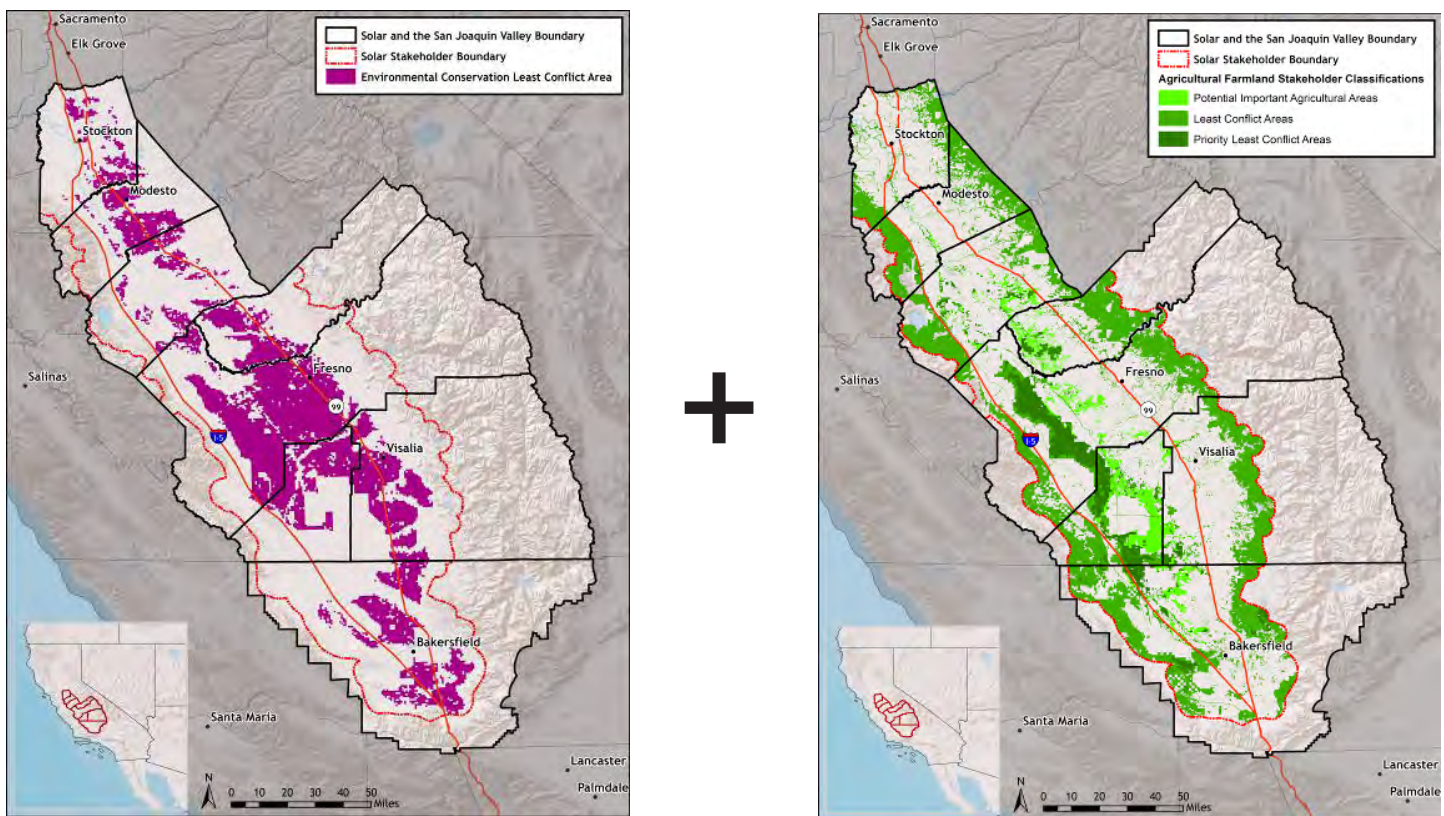 Sacramento
Elk Grove
Solar and the San Joaquin Valley Boundary
Solar Stakeholder Boundary
Environmental Conservation Least Conflict Area
Stockton
Modesto
Salinas
Fresno
99
I-5
Visalia
Bakersfield
Santa Maria
Lancaster
Palmdale
N
0 10 20 30 40 50
Miles
+
Sacramento
Elk Grove
Solar and the San Joaquin Valley Boundary
Solar Stakeholder Boundary
Agricultural Farmland Stakeholder Classifications
Potential Important Agricultural Areas
Least Conflict Areas
Priority Least Conflict Areas
Stockton
Modesto
Salinas
Fresno
99
I-5
Visalia
Bakersfield
Santa Maria
Lancaster
Palmdale
N
0 10 20 30 40 50
Miles